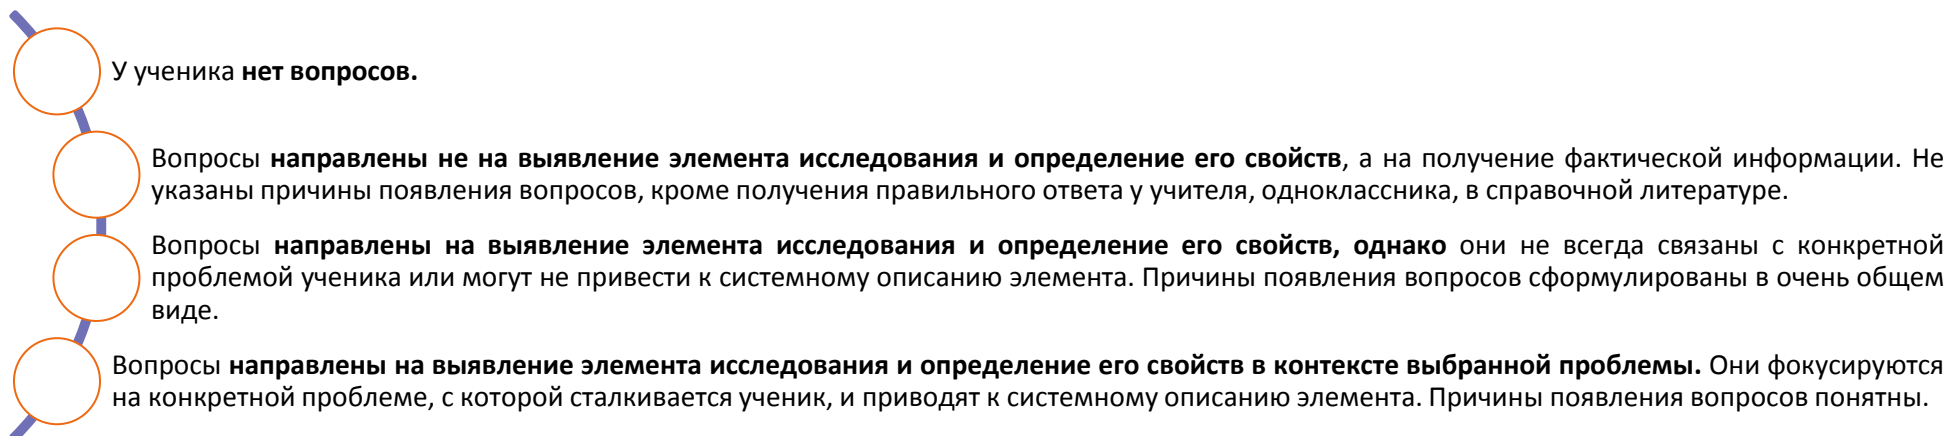 У ученика нет вопросов.
Вопросы направлены не на выявление элемента исследования и определение его свойств, а на получение фактической информации. Не
указаны причины появления вопросов, кроме получения правильного ответа у учителя, одноклассника, в справочной литературе.
Вопросы направлены на выявление элемента исследования и определение его свойств, однако они не всегда связаны с конкретной
проблемой ученика или могут не привести к системному описанию элемента. Причины появления вопросов сформулированы в очень общем
виде.
Вопросы направлены на выявление элемента исследования и определение его свойств в контексте выбранной проблемы. Они фокусируются
на конкретной проблеме, с которой сталкивается ученик, и приводят к системному описанию элемента. Причины появления вопросов понятны.